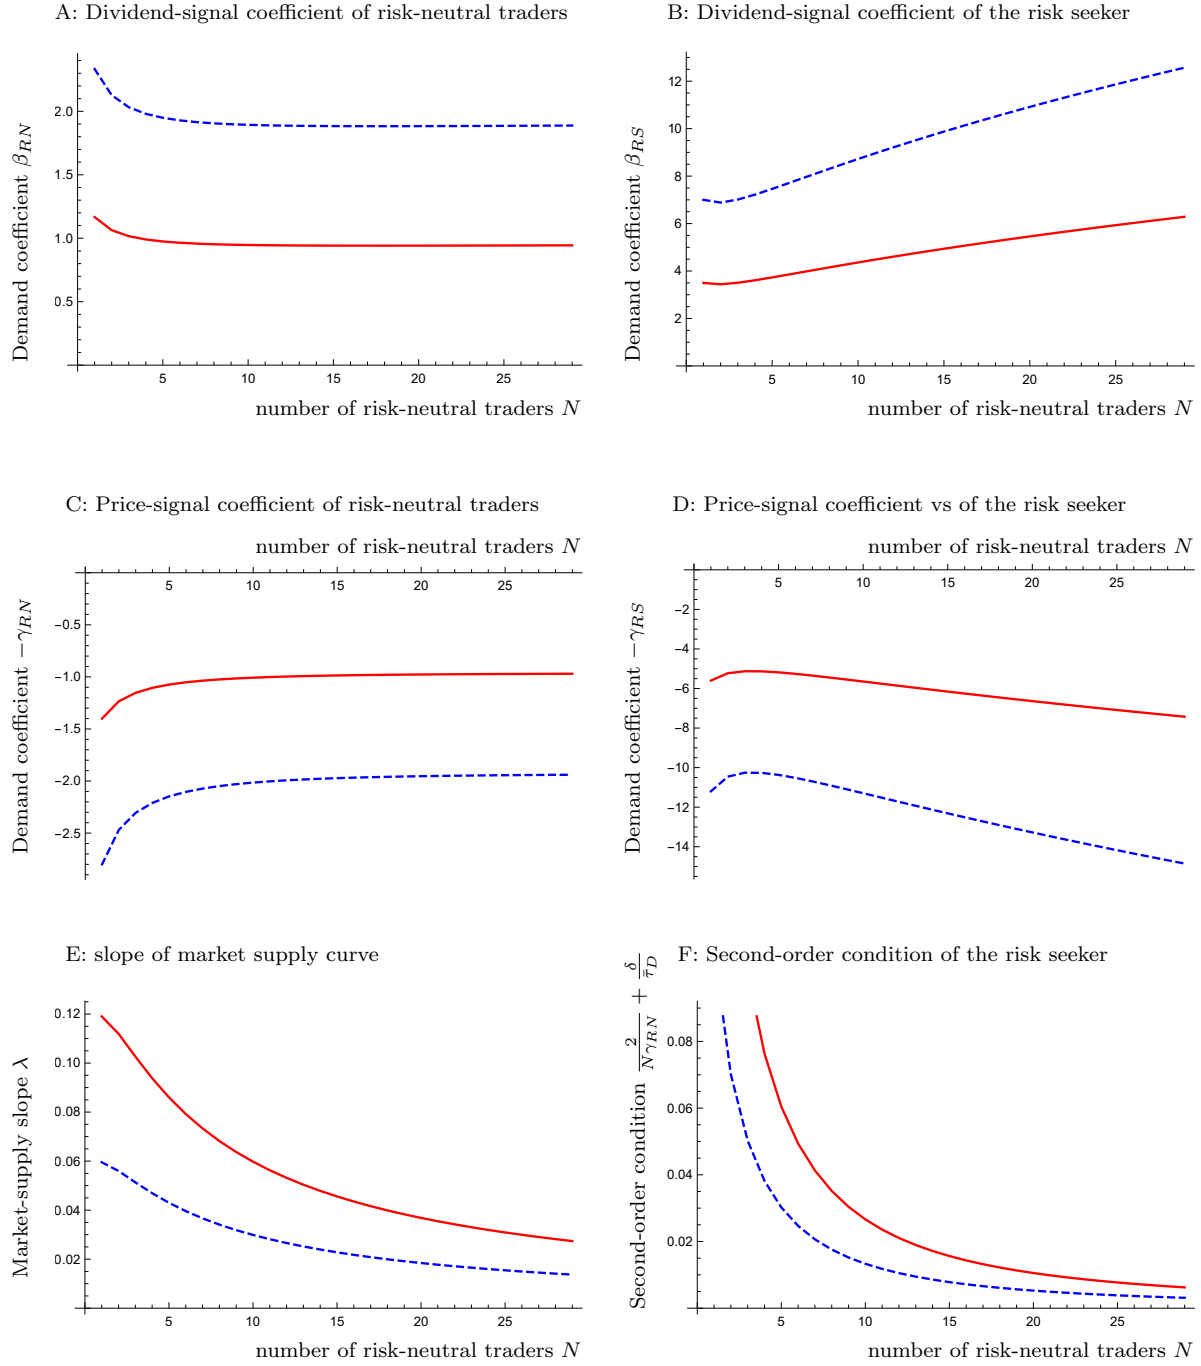 A: Dividend-signal coefficient of risk-neutral traders
Demand coefficient β_RN
2.0
1.5
1.0
0.5
5 10 15 20 25
number of risk-neutral traders N
B: Dividend-signal coefficient of the risk seeker
Demand coefficient β_RS
12
10
8
6
4
2
5 10 15 20 25
number of risk-neutral traders N
C: Price-signal coefficient of risk-neutral traders
number of risk-neutral traders N
5 10 15 20 25
Demand coefficient −γ_RN
−0.5
−1.0
−1.5
−2.0
−2.5
D: Price-signal coefficient vs of the risk seeker
number of risk-neutral traders N
5 10 15 20 25
Demand coefficient −γ_RS
−2
−4
−6
−8
−10
−12
−14
E: slope of market supply curve
Market-supply slope λ
0.12
0.10
0.08
0.06
0.04
0.02
5 10 15 20 25
number of risk-neutral traders N
F: Second-order condition of the risk seeker
Second-order condition 2/(Nγ_RN) + δ/τ̄_D
0.08
0.06
0.04
0.02
5 10 15 20 25
number of risk-neutral traders N